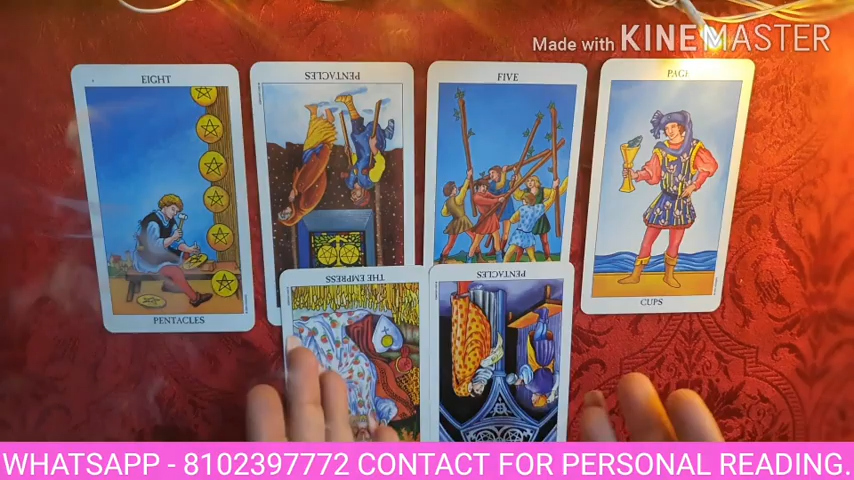 Made with KINEMASTER
EIGHT
PENTACLES
FIVE
PAGE
PENTACLES
THE EMPRESS
PENTACLES
CUPS
WHATSAPP - 8102397772 CONTACT FOR PERSONAL READING.